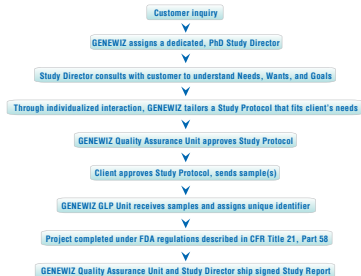 Customer inquiry
GENEWIZ assigns a dedicated, PhD Study Director
Study Director consults with customer to understand Needs, Wants, and Goals
Through individualized interaction, GENEWIZ tailors a Study Protocol that fits client's needs
GENEWIZ Quality Assurance Unit approves Study Protocol
Client approves Study Protocol, sends sample(s)
GENEWIZ GLP Unit receives samples and assigns unique identifier
Project completed under FDA regulations described in CFR Title 21, Part 58
GENEWIZ Quality Assurance Unit and Study Director ship signed Study Report